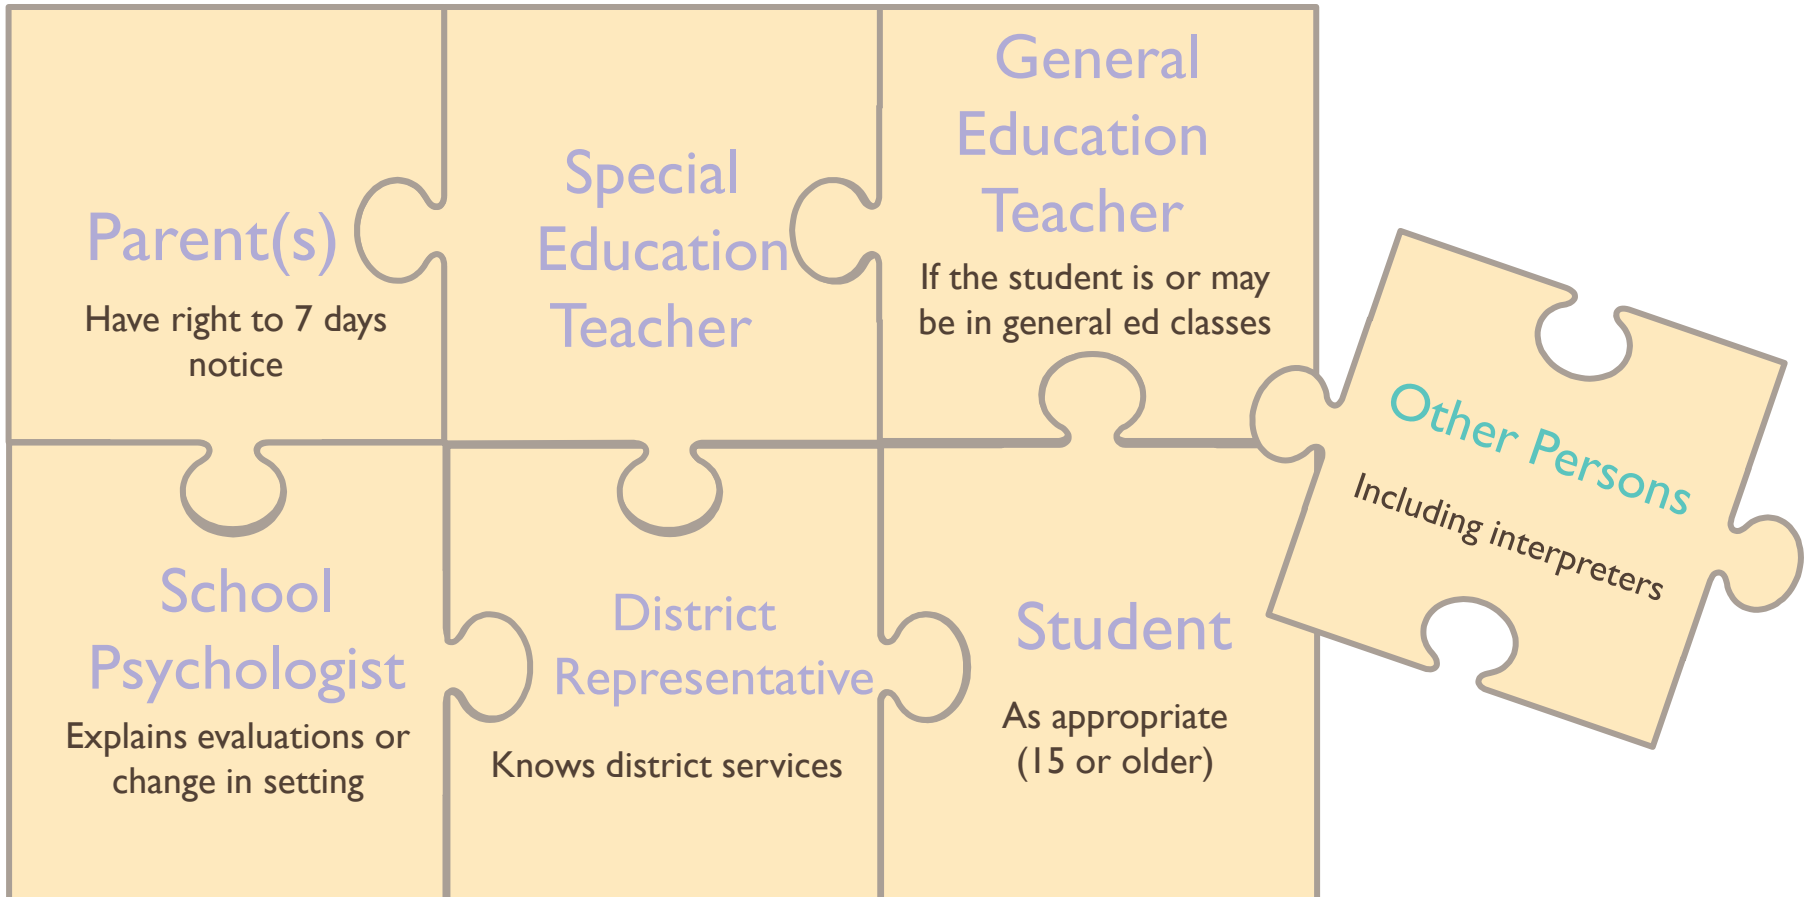 Parent(s)
Have right to 7 days
notice
Special
Education
Teacher
General
Education
Teacher
If the student is or may
be in general ed classes
Other Persons
Including interpreters
School
Psychologist
Explains evaluations or
change in setting
District
Representative
Knows district services
Student
As appropriate
(15 or older)